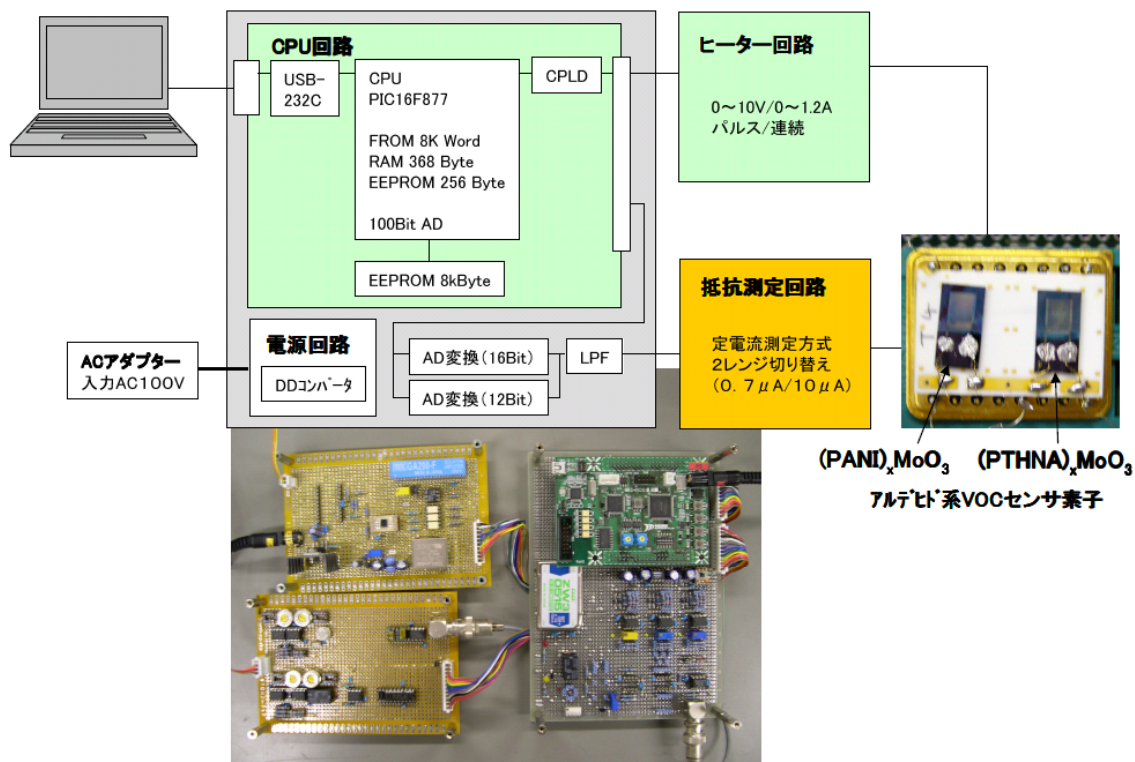 CPU回路
USB-
232C
CPU
PIC16F877
FROM 8K Word
RAM 368 Byte
EEPROM 256 Byte
100Bit AD
CPLD
EEPROM 8kByte
ヒーター回路
0～10V/0～1.2A
パルス/連続
抵抗測定回路
定電流測定方式
2レンジ切り替え
(0.7μA/10μA)
電源回路
DDコンバータ
ACアダプター
入力AC100V
AD変換(16Bit)
AD変換(12Bit)
LPF
(PANI)xMoO3
(PTHNA)xMoO3
アルデヒド系VOCセンサ素子